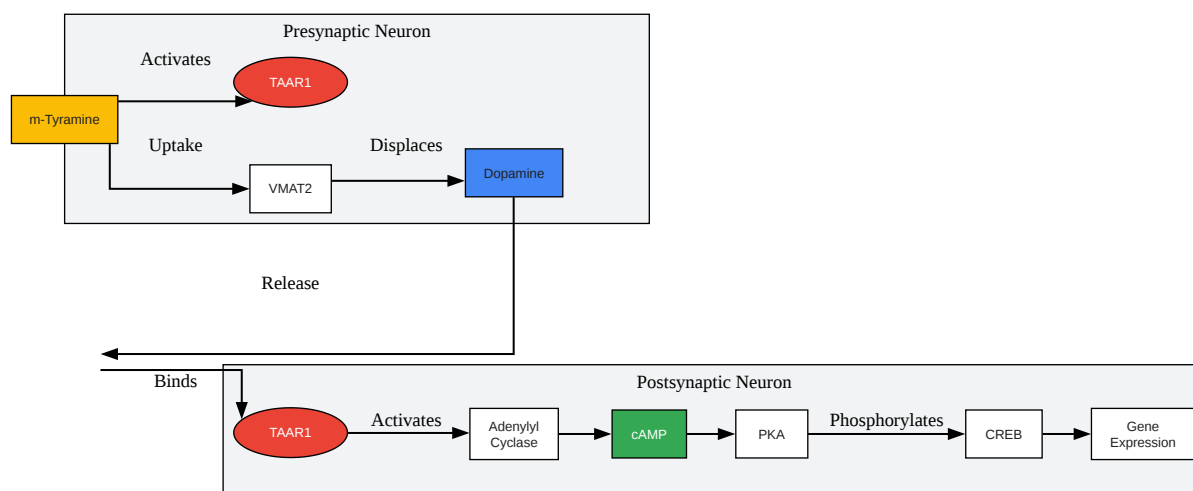 Presynaptic Neuron
Activates
TAAR1
m-Tyramine
Uptake
Displaces
VMAT2
Dopamine
Release
Binds
Postsynaptic Neuron
TAAR1
Activates
Adenylyl
Cyclase
cAMP
PKA
Phosphorylates
CREB
Gene
Expression